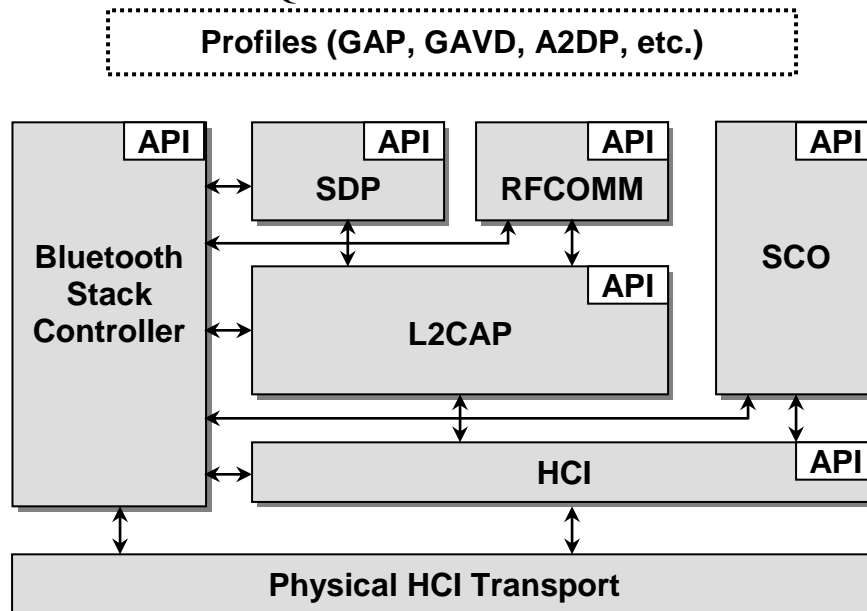 Profiles (GAP, GAVD, A2DP, etc.)
API
API
API
API
SDP
RFCOMM
Bluetooth
Stack
Controller
SCO
API
L2CAP
API
HCI
Physical HCI Transport